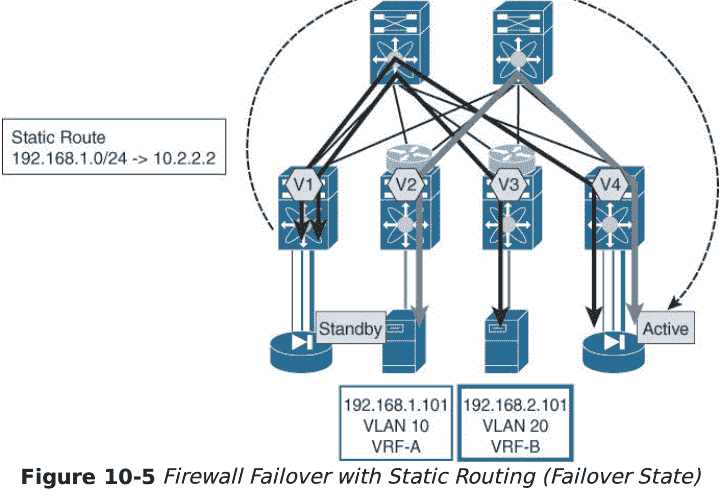 Static Route
192.168.1.0/24 -> 10.2.2.2
V1
V2
V3
V4
Standby
Active
192.168.1.101
VLAN 10
VRF-A
192.168.2.101
VLAN 20
VRF-B
Figure 10-5 Firewall Failover with Static Routing (Failover State)